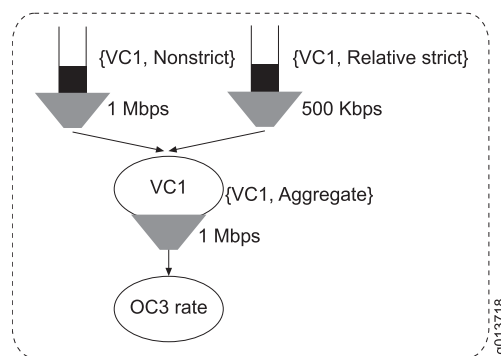 {VC1, Nonstrict}
{VC1, Relative strict}
1 Mbps
500 Kbps
VC1
{VC1, Aggregate}
1 Mbps
OC3 rate
g013718